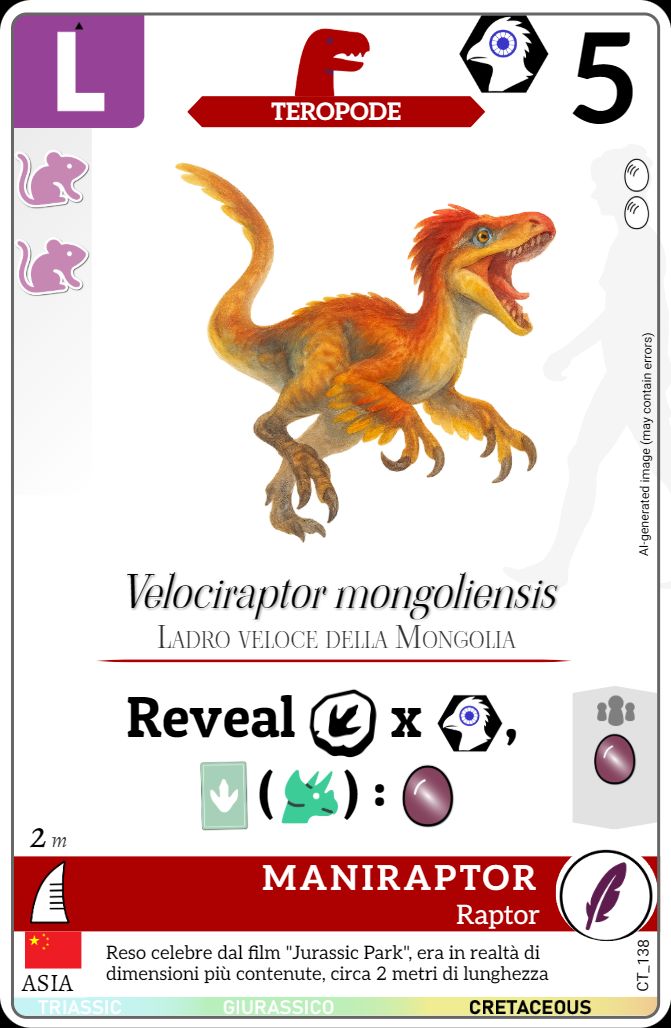 L
TEROPODE
5
AI-generated image (may contain errors)
Velociraptor mongoliensis
LADRO VELOCE DELLA MONGOLIA
Reveal x ,
( ) :
2 m
MANIRAPTOR
Raptor
ASIA
Reso celebre dal film "Jurassic Park", era in realtà di
dimensioni più contenute, circa 2 metri di lunghezza
CT_138
TRIASSIC GIURASSICO CRETACEOUS